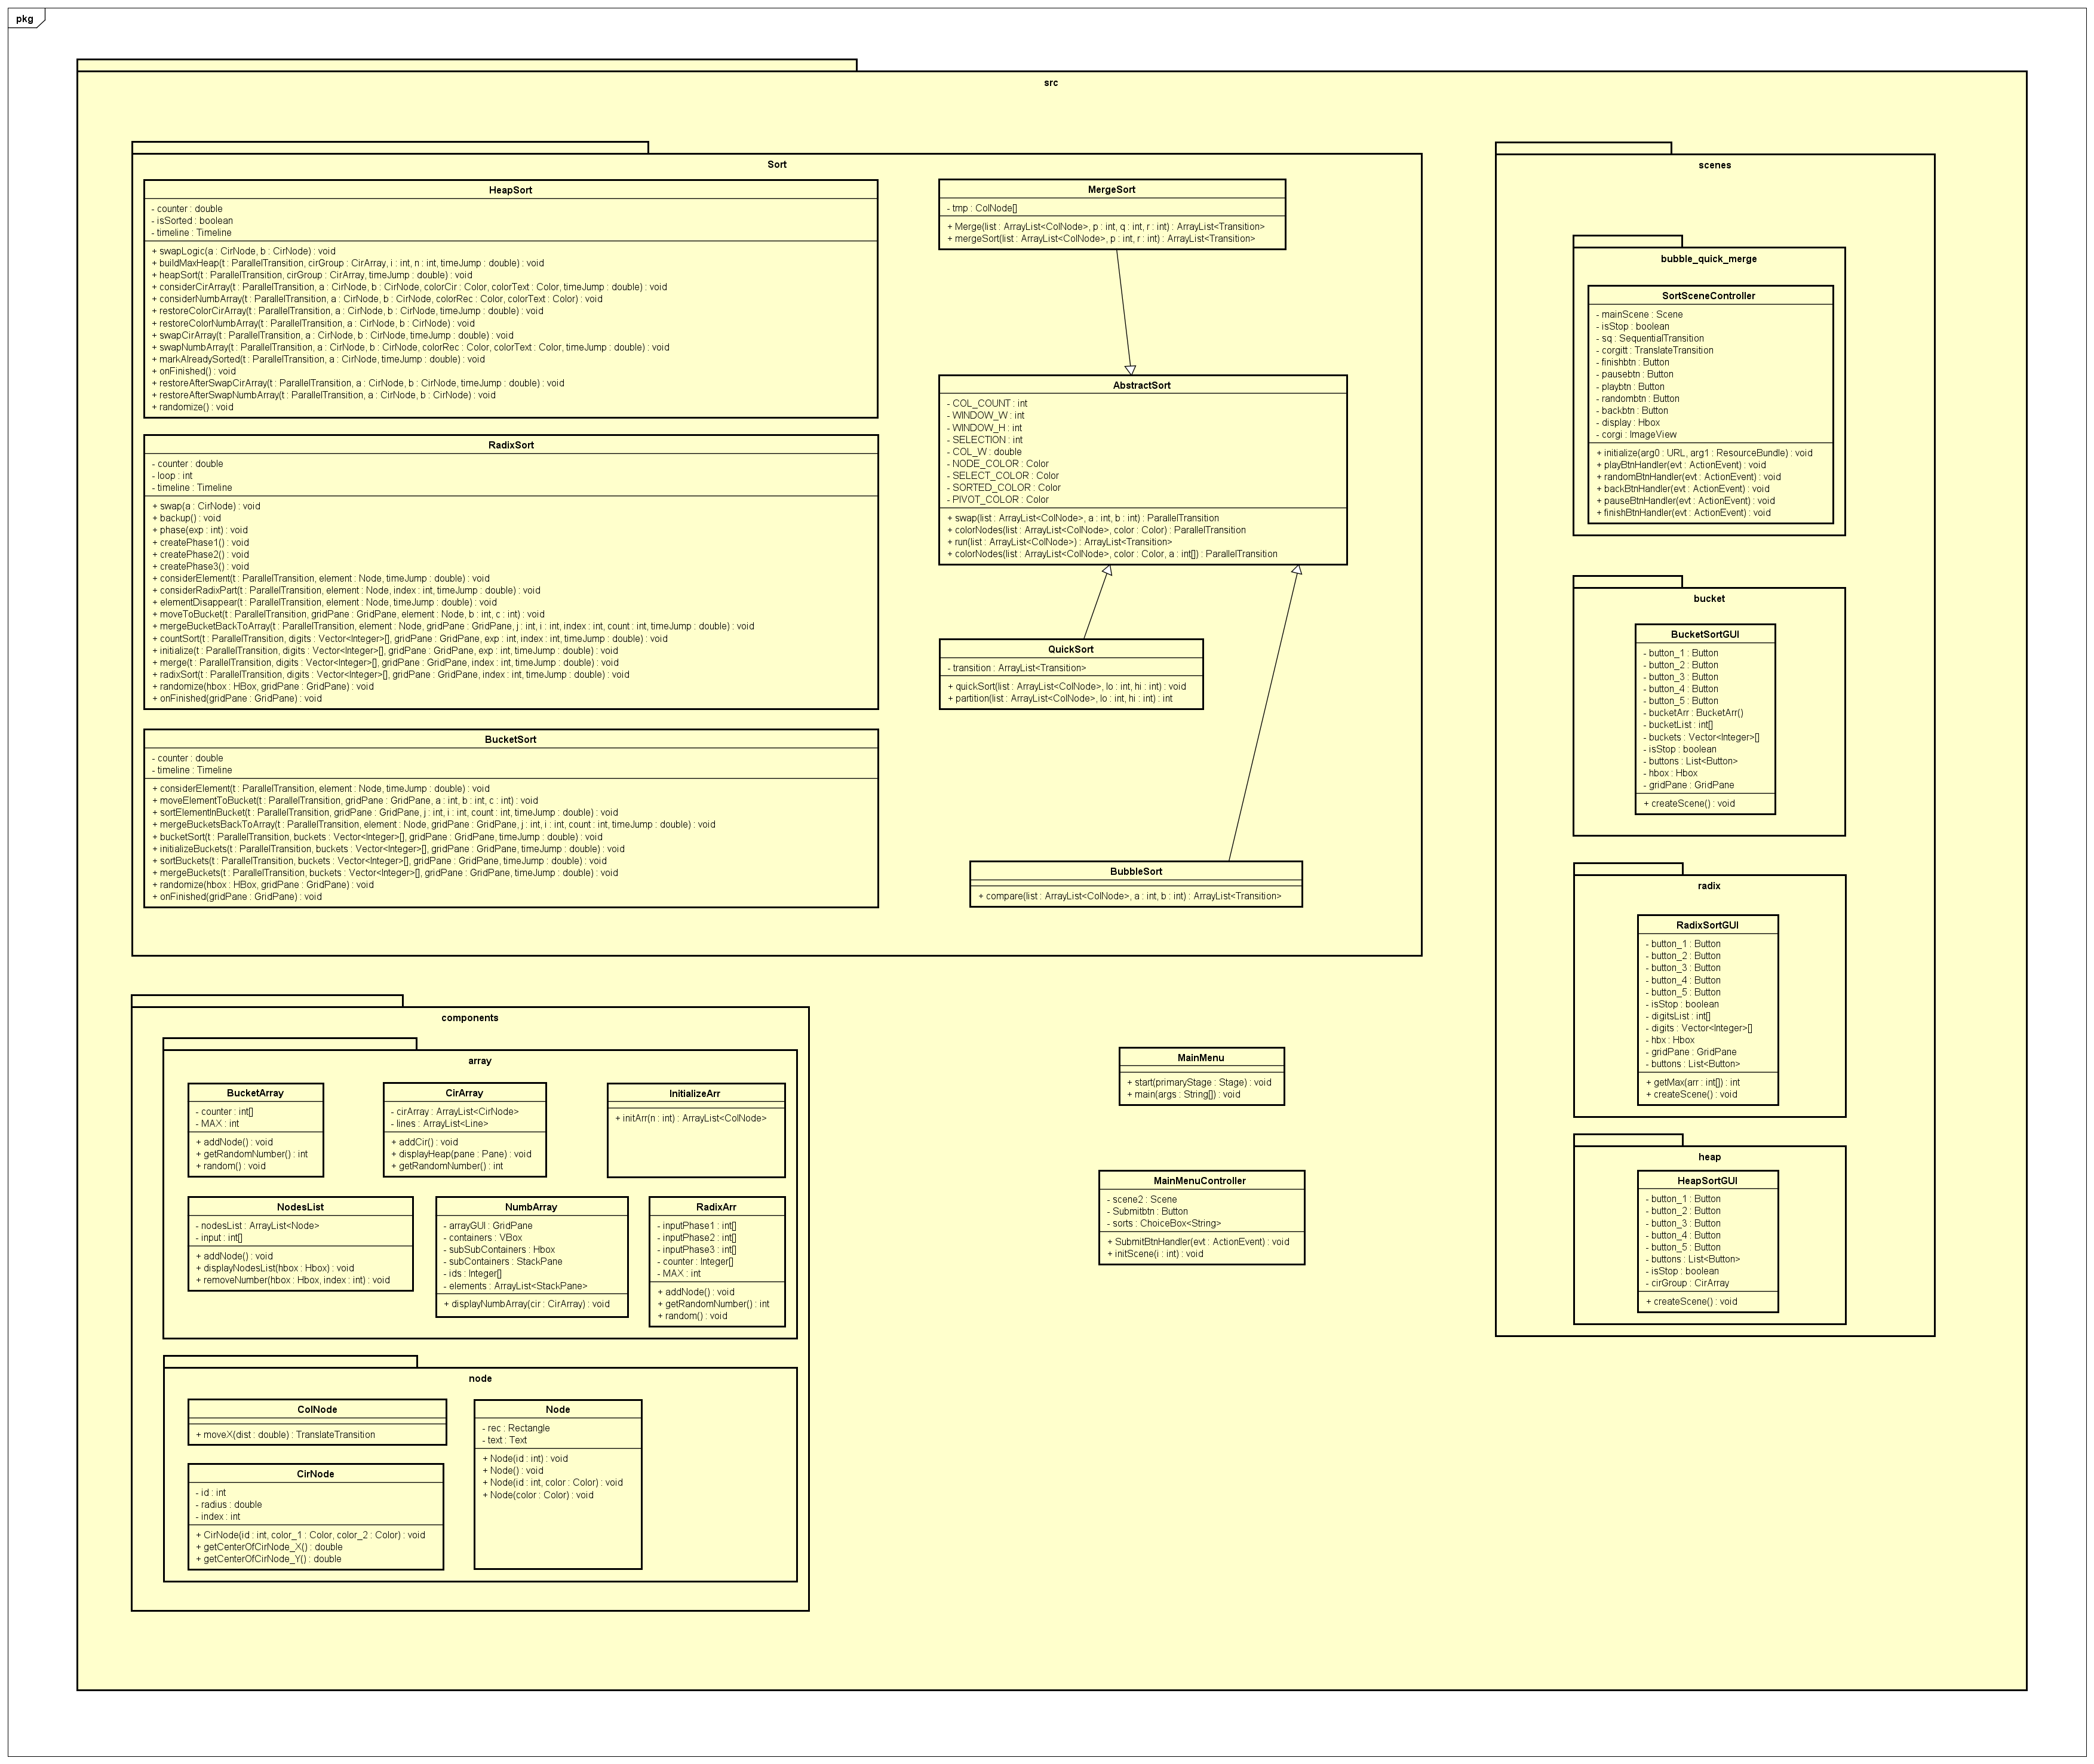 pkg
src
Sort
HeapSort
- counter : double
- isSorted : boolean
- timeline : Timeline
+ swapLogic(a : CirNode, b : CirNode) : void
+ buildMaxHeap(t : ParallelTransition, cirGroup : CirArray, i : int, n : int, timeJump : double) : void
+ heapSort(t : ParallelTransition, cirGroup : CirArray, timeJump : double) : void
+ considerCirArray(t : ParallelTransition, a : CirNode, b : CirNode, colorCir : Color, colorText : Color, timeJump : double) : void
+ considerNumbArray(t : ParallelTransition, a : CirNode, b : CirNode, colorRec : Color, colorText : Color) : void
+ restoreColorCirArray(t : ParallelTransition, a : CirNode, b : CirNode, timeJump : double) : void
+ restoreColorNumbArray(t : ParallelTransition, a : CirNode, b : CirNode) : void
+ swapCirArray(t : ParallelTransition, a : CirNode, b : CirNode, timeJump : double) : void
+ swapNumbArray(t : ParallelTransition, a : CirNode, b : CirNode, colorRec : Color, colorText : Color, timeJump : double) : void
+ markAlreadySorted(t : ParallelTransition, a : CirNode, timeJump : double) : void
+ onFinished() : void
+ restoreAfterSwapCirArray(t : ParallelTransition, a : CirNode, b : CirNode, timeJump : double) : void
+ restoreAfterSwapNumbArray(t : ParallelTransition, a : CirNode, b : CirNode) : void
+ randomize() : void
RadixSort
- counter : double
- loop : int
- timeline : Timeline
+ swap(a : CirNode) : void
+ backup() : void
+ phase(exp : int) : void
+ createPhase1() : void
+ createPhase2() : void
+ createPhase3() : void
+ considerElement(t : ParallelTransition, element : Node, timeJump : double) : void
+ considerRadixPart(t : ParallelTransition, element : Node, index : int, timeJump : double) : void
+ elementDisappear(t : ParallelTransition, element : Node, timeJump : double) : void
+ moveToBucket(t : ParallelTransition, gridPane : GridPane, element : Node, b : int, c : int) : void
+ mergeBucketBackToArray(t : ParallelTransition, element : Node, gridPane : GridPane, j : int, i : int, index : int, count : int, timeJump : double) : void
+ countSort(t : ParallelTransition, digits : Vector<Integer>[], gridPane : GridPane, exp : int, index : int, timeJump : double) : void
+ initialize(t : ParallelTransition, digits : Vector<Integer>[], gridPane : GridPane, exp : int, timeJump : double) : void
+ merge(t : ParallelTransition, digits : Vector<Integer>[], gridPane : GridPane, index : int, timeJump : double) : void
+ radixSort(t : ParallelTransition, digits : Vector<Integer>[], gridPane : GridPane, index : int, timeJump : double) : void
+ randomize(hbox : HBox, gridPane : GridPane) : void
+ onFinished(gridPane : GridPane) : void
BucketSort
- counter : double
- timeline : Timeline
+ considerElement(t : ParallelTransition, element : Node, timeJump : double) : void
+ moveElementToBucket(t : ParallelTransition, gridPane : GridPane, a : int, b : int, c : int) : void
+ sortElementInBucket(t : ParallelTransition, gridPane : GridPane, j : int, i : int, count : int, timeJump : double) : void
+ mergeBucketsBackToArray(t : ParallelTransition, element : Node, gridPane : GridPane, j : int, i : int, count : int, timeJump : double) : void
+ bucketSort(t : ParallelTransition, buckets : Vector<Integer>[], gridPane : GridPane, timeJump : double) : void
+ initializeBuckets(t : ParallelTransition, buckets : Vector<Integer>[], gridPane : GridPane, timeJump : double) : void
+ sortBuckets(t : ParallelTransition, buckets : Vector<Integer>[], gridPane : GridPane, timeJump : double) : void
+ mergeBuckets(t : ParallelTransition, buckets : Vector<Integer>[], gridPane : GridPane, timeJump : double) : void
+ randomize(hbox : HBox, gridPane : GridPane) : void
+ onFinished(gridPane : GridPane) : void
MergeSort
- tmp : ColNode[]
+ Merge(list : ArrayList<ColNode>, p : int, q : int, r : int) : ArrayList<Transition>
+ mergeSort(list : ArrayList<ColNode>, p : int, r : int) : ArrayList<Transition>
AbstractSort
- COL_COUNT : int
- WINDOW_W : int
- WINDOW_H : int
- SELECTION : int
- COL_W : double
- NODE_COLOR : Color
- SELECT_COLOR : Color
- SORTED_COLOR : Color
- PIVOT_COLOR : Color
+ swap(list : ArrayList<ColNode>, a : int, b : int) : ParallelTransition
+ colorNodes(list : ArrayList<ColNode>, color : Color) : ParallelTransition
+ run(list : ArrayList<ColNode>) : ArrayList<Transition>
+ colorNodes(list : ArrayList<ColNode>, color : Color, a : int[]) : ParallelTransition
QuickSort
- transition : ArrayList<Transition>
+ quickSort(list : ArrayList<ColNode>, lo : int, hi : int) : void
+ partition(list : ArrayList<ColNode>, lo : int, hi : int) : int
BubbleSort
+ compare(list : ArrayList<ColNode>, a : int, b : int) : ArrayList<Transition>
scenes
bubble_quick_merge
SortSceneController
- mainScene : Scene
- isStop : boolean
- sq : SequentialTransition
- corgitt : TranslateTransition
- finishbtn : Button
- pausebtn : Button
- playbtn : Button
- randombtn : Button
- backbtn : Button
- display : Hbox
- corgi : ImageView
+ initialize(arg0 : URL, arg1 : ResourceBundle) : void
+ playBtnHandler(evt : ActionEvent) : void
+ randomBtnHandler(evt : ActionEvent) : void
+ backBtnHandler(evt : ActionEvent) : void
+ pauseBtnHandler(evt : ActionEvent) : void
+ finishBtnHandler(evt : ActionEvent) : void
bucket
BucketSortGUI
- button_1 : Button
- button_2 : Button
- button_3 : Button
- button_4 : Button
- button_5 : Button
- bucketArr : BucketArr()
- bucketList : int[]
- buckets : Vector<Integer>[]
- isStop : boolean
- buttons : List<Button>
- hbox : Hbox
- gridPane : GridPane
+ createScene() : void
radix
RadixSortGUI
- button_1 : Button
- button_2 : Button
- button_3 : Button
- button_4 : Button
- button_5 : Button
- isStop : boolean
- digitsList : int[]
- digits : Vector<Integer>[]
- hbx : Hbox
- gridPane : GridPane
- buttons : List<Button>
+ getMax(arr : int[]) : int
+ createScene() : void
heap
HeapSortGUI
- button_1 : Button
- button_2 : Button
- button_3 : Button
- button_4 : Button
- button_5 : Button
- buttons : List<Button>
- isStop : boolean
- cirGroup : CirArray
+ createScene() : void
components
array
BucketArray
- counter : int[]
- MAX : int
+ addNode() : void
+ getRandomNumber() : int
+ random() : void
CirArray
- cirArray : ArrayList<CirNode>
- lines : ArrayList<Line>
+ addCir() : void
+ displayHeap(pane : Pane) : void
+ getRandomNumber() : int
InitializeArr
+ initArr(n : int) : ArrayList<ColNode>
NodesList
- nodesList : ArrayList<Node>
- input : int[]
+ addNode() : void
+ displayNodesList(hbox : Hbox) : void
+ removeNumber(hbox : Hbox, index : int) : void
NumbArray
- arrayGUI : GridPane
- containers : VBox
- subSubContainers : Hbox
- subContainers : StackPane
- ids : Integer[]
- elements : ArrayList<StackPane>
+ displayNumbArray(cir : CirArray) : void
RadixArr
- inputPhase1 : int[]
- inputPhase2 : int[]
- inputPhase3 : int[]
- counter : Integer[]
- MAX : int
+ addNode() : void
+ getRandomNumber() : int
+ random() : void
node
ColNode
+ moveX(dist : double) : TranslateTransition
CirNode
- id : int
- radius : double
- index : int
+ CirNode(id : int, color_1 : Color, color_2 : Color) : void
+ getCenterOfCirNode_X() : double
+ getCenterOfCirNode_Y() : double
Node
- rec : Rectangle
- text : Text
+ Node(id : int) : void
+ Node() : void
+ Node(id : int, color : Color) : void
+ Node(color : Color) : void
MainMenu
+ start(primaryStage : Stage) : void
+ main(args : String[]) : void
MainMenuController
- scene2 : Scene
- Submitbtn : Button
- sorts : ChoiceBox<String>
+ SubmitBtnHandler(evt : ActionEvent) : void
+ initScene(i : int) : void